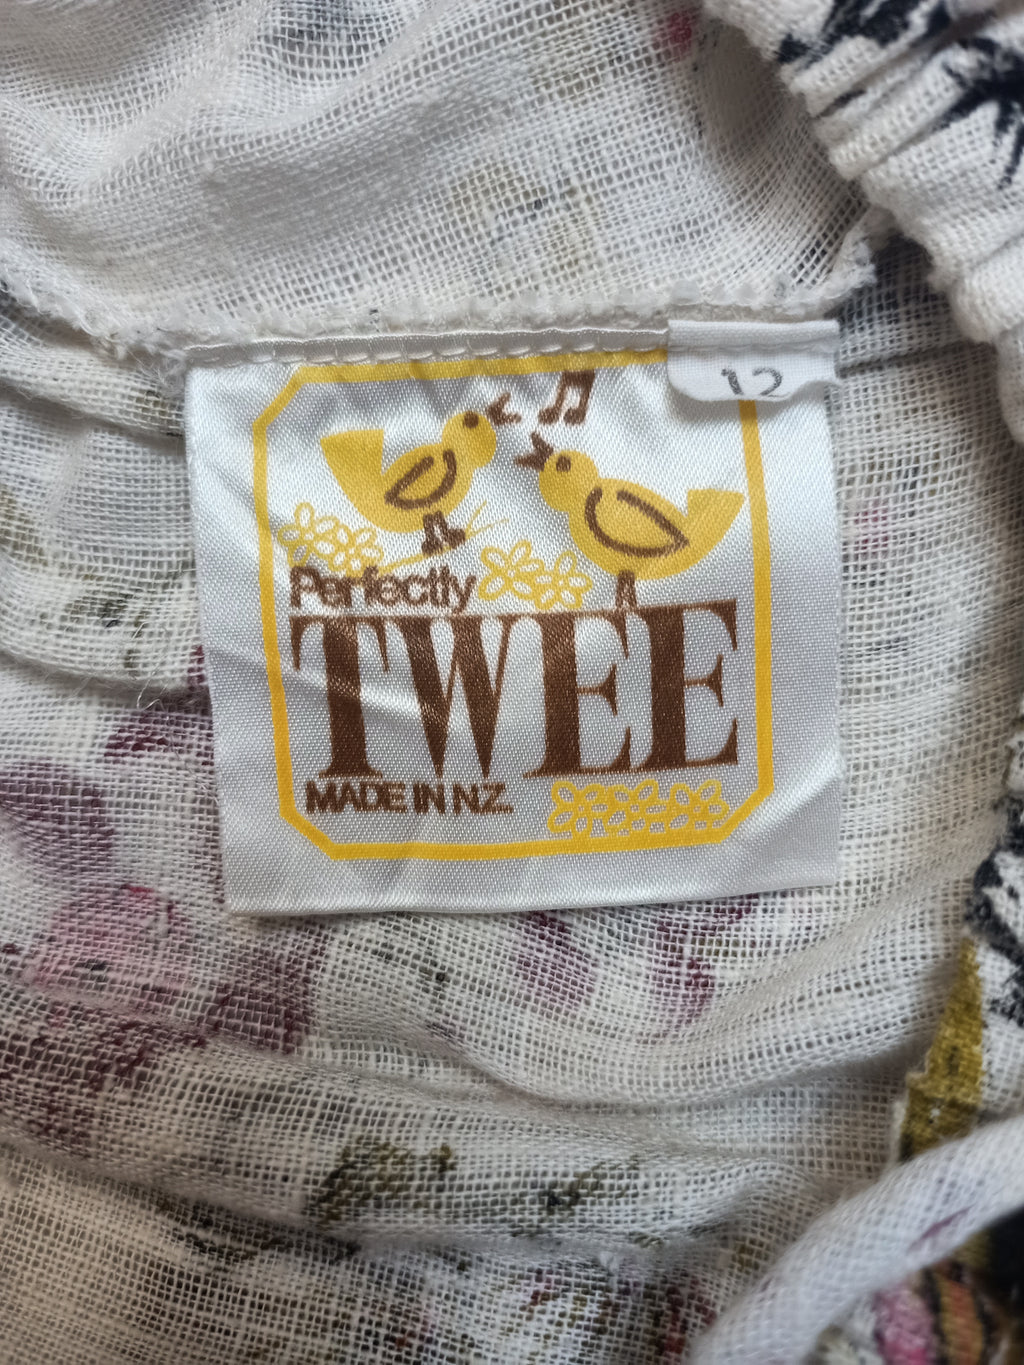 12
Perfectly
TWEE
MADE IN N.Z.